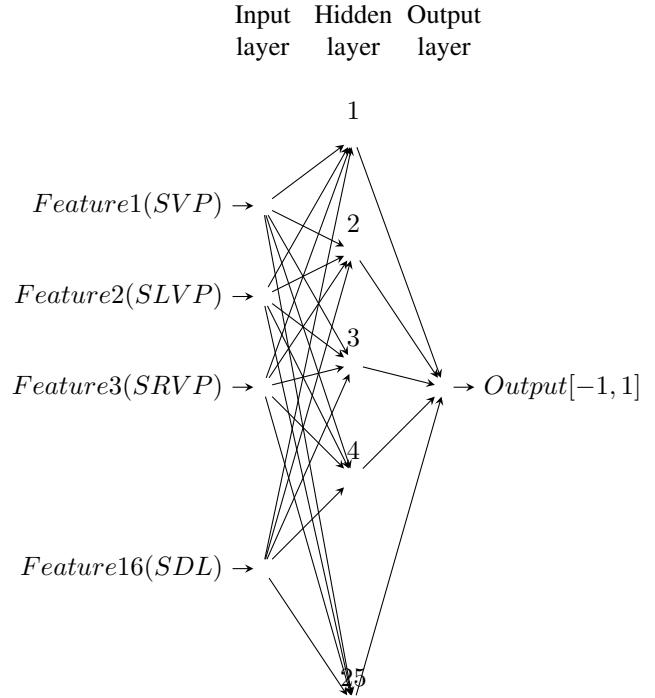 Input Hidden Output
layer layer layer
1
Feature1(SVP)
2
Feature2(SLVP)
3
Feature3(SRVP)
Output[−1, 1]
4
Feature16(SDL)
25